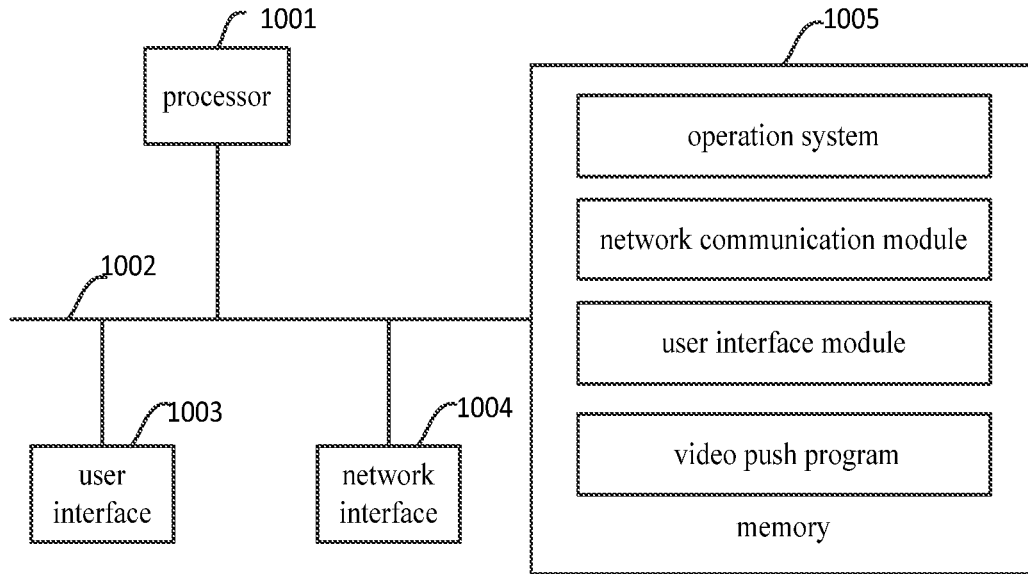 1001
processor
1002
1003
user
interface
1004
network
interface
1005
operation system
network communication module
user interface module
video push program
memory